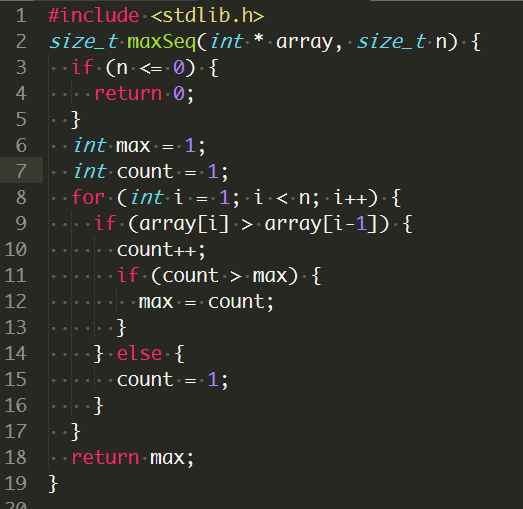 1 #include <stdlib.h>
2 size_t maxSeq(int * array, size_t n) {
3   if (n <= 0) {
4     return 0;
5   }
6   int max = 1;
7   int count = 1;
8   for (int i = 1; i < n; i++) {
9     if (array[i] > array[i-1]) {
10       count++;
11       if (count > max) {
12         max = count;
13       }
14     } else {
15       count = 1;
16     }
17   }
18   return max;
19 }
20